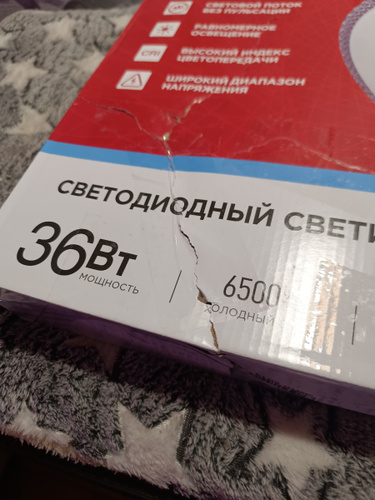 СВЕТОВОЙ ПОТОК
БЕЗ ПУЛЬСАЦИИ
РАВНОМЕРНОЕ
ОСВЕЩЕНИЕ
CRI
ВЫСОКИЙ ИНДЕКС
ЦВЕТОПЕРЕДАЧИ
ШИРОКИЙ ДИАПАЗОН
НАПРЯЖЕНИЯ
СВЕТОДИОДНЫЙ СВЕТИ
36Вт
МОЩНОСТЬ
6500
ХОЛОДНЫЙ